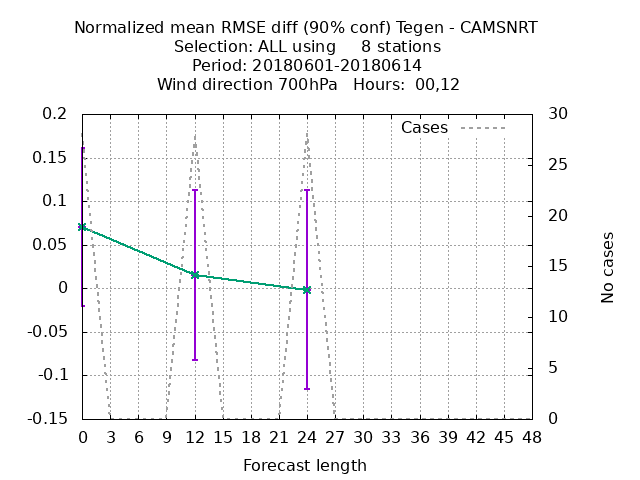 Normalized mean RMSE diff (90% conf) Tegen - CAMSNRT
Selection: ALL using     8 stations
Period: 20180601-20180614
Wind direction 700hPa   Hours:  00,12
Cases
0.2
0.15
0.1
0.05
0
-0.05
-0.1
-0.15
30
25
20
15
10
5
0
No cases
0 3 6 9 12 15 18 21 24 27 30 33 36 39 42 45 48
Forecast length